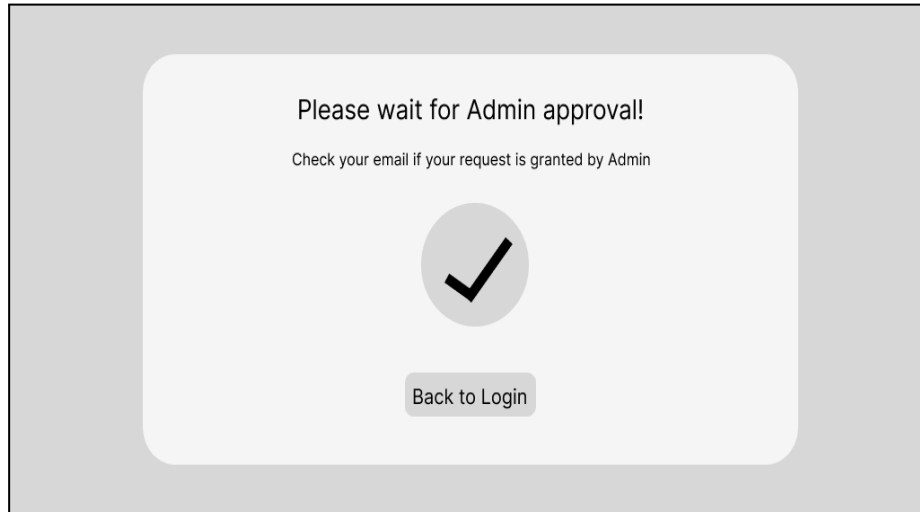 Please wait for Admin approval!
Check your email if your request is granted by Admin
Back to Login